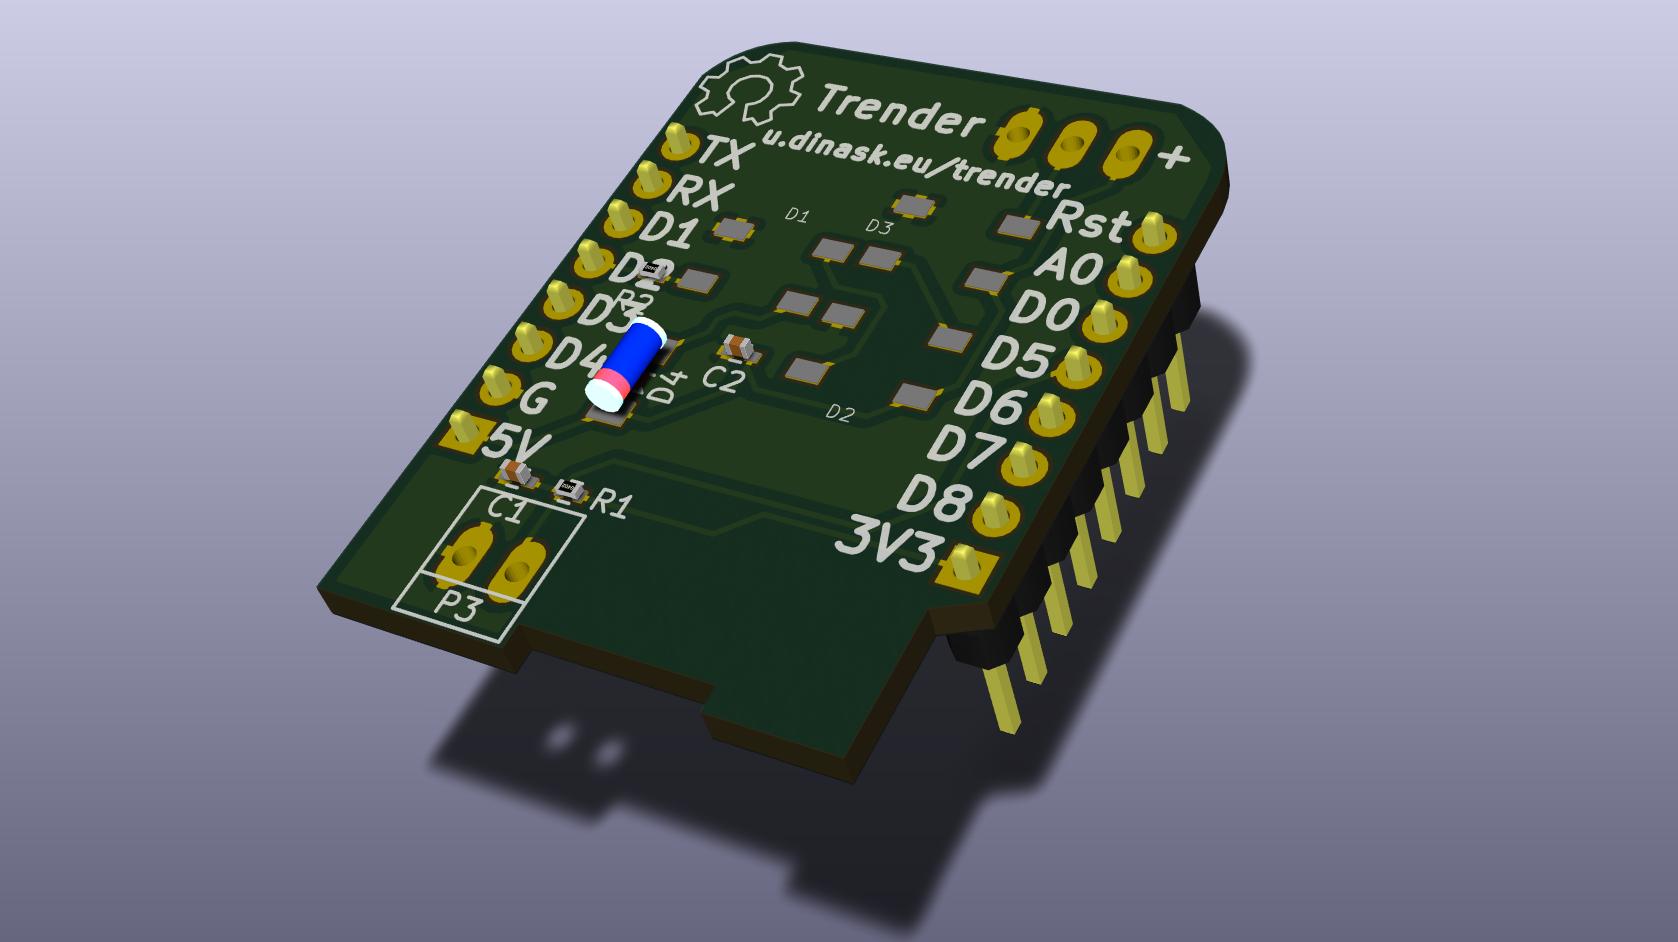 Trender
+
u.dinask.eu/trender
TX
RX
D1
D2
D3
D4
G
5V
Rst
A0
D0
D5
D6
D7
D8
3V3
D1
D3
R2
D4
C2
D2
C1
R1
P3